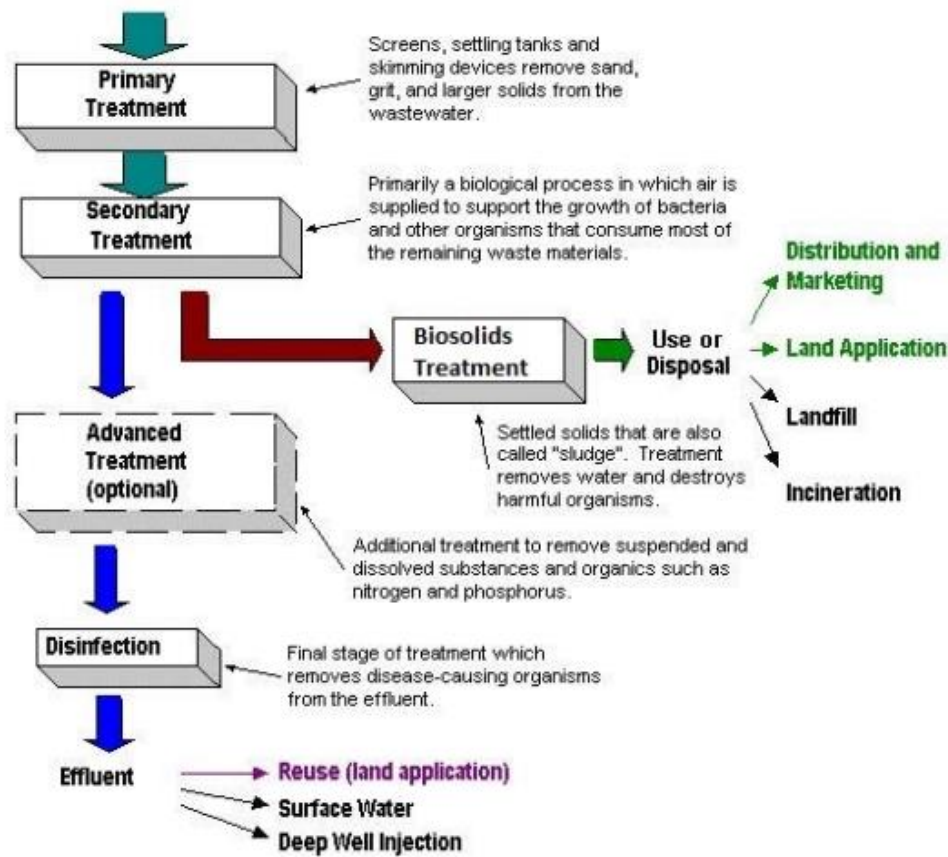 Primary
Treatment
Screens, settling tanks and
skimming devices remove sand,
grit, and larger solids from the
wastewater.
Secondary
Treatment
Primarily a biological process in which air is
supplied to support the growth of bacteria
and other organisms that consume most of
the remaining waste materials.
Biosolids
Treatment
Use or
Disposal
Distribution and
Marketing
Land Application
Landfill
Incineration
Settled solids that are also
called "sludge". Treatment
removes water and destroys
harmful organisms.
Advanced
Treatment
(optional)
Additional treatment to remove suspended and
dissolved substances and organics such as
nitrogen and phosphorus.
Disinfection
Final stage of treatment which
removes disease-causing organisms
from the effluent.
Effluent
Reuse (land application)
Surface Water
Deep Well Injection